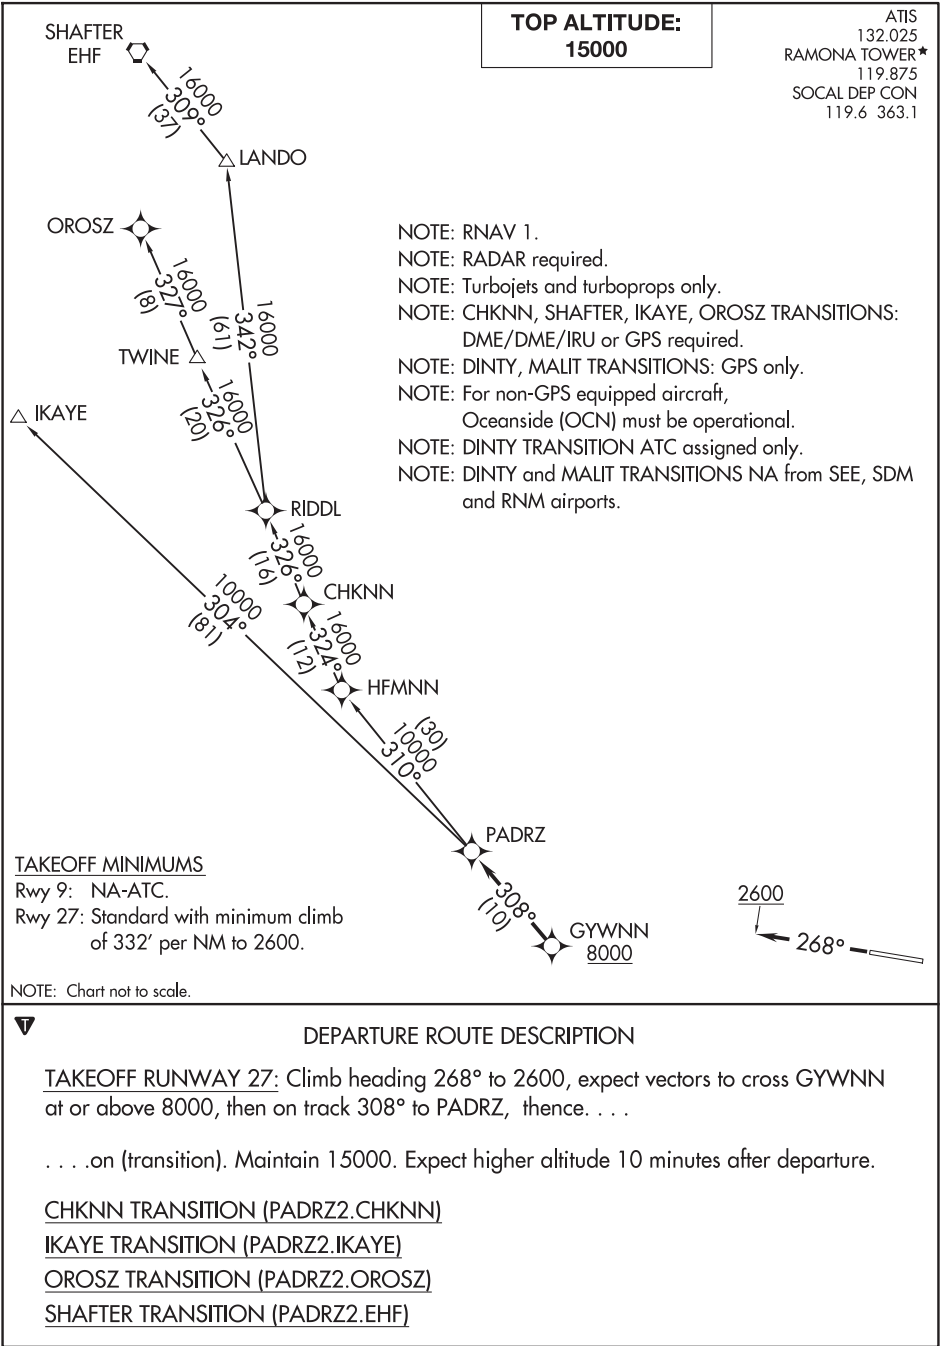 TOP ALTITUDE:
15000
ATIS
132.025
RAMONA TOWER★
119.875
SOCAL DEP CON
119.6 363.1
SHAFTER
EHF
16000
309°
(37)
LANDO
OROSZ
16000
327°
(8)
16000
342°
(61)
TWINE
16000
326°
(20)
IKAYE
RIDDL
16000
326°
(16)
CHKNN
10000
304°
(81)
16000
324°
(12)
HFMNN
(30)
10000
310°
PADRZ
308°
(10)
GYWNN
8000
2600
268°
NOTE: RNAV 1.
NOTE: RADAR required.
NOTE: Turbojets and turboprops only.
NOTE: CHKNN, SHAFTER, IKAYE, OROSZ TRANSITIONS:
DME/DME/IRU or GPS required.
NOTE: DINTY, MALIT TRANSITIONS: GPS only.
NOTE: For non-GPS equipped aircraft,
Oceanside (OCN) must be operational.
NOTE: DINTY TRANSITION ATC assigned only.
NOTE: DINTY and MALIT TRANSITIONS NA from SEE, SDM
and RNM airports.
TAKEOFF MINIMUMS
Rwy 9: NA-ATC.
Rwy 27: Standard with minimum climb
of 332' per NM to 2600.
NOTE: Chart not to scale.
T
DEPARTURE ROUTE DESCRIPTION
TAKEOFF RUNWAY 27: Climb heading 268° to 2600, expect vectors to cross GYWNN
at or above 8000, then on track 308° to PADRZ, thence. . . .
. . . .on (transition). Maintain 15000. Expect higher altitude 10 minutes after departure.
CHKNN TRANSITION (PADRZ2.CHKNN)
IKAYE TRANSITION (PADRZ2.IKAYE)
OROSZ TRANSITION (PADRZ2.OROSZ)
SHAFTER TRANSITION (PADRZ2.EHF)